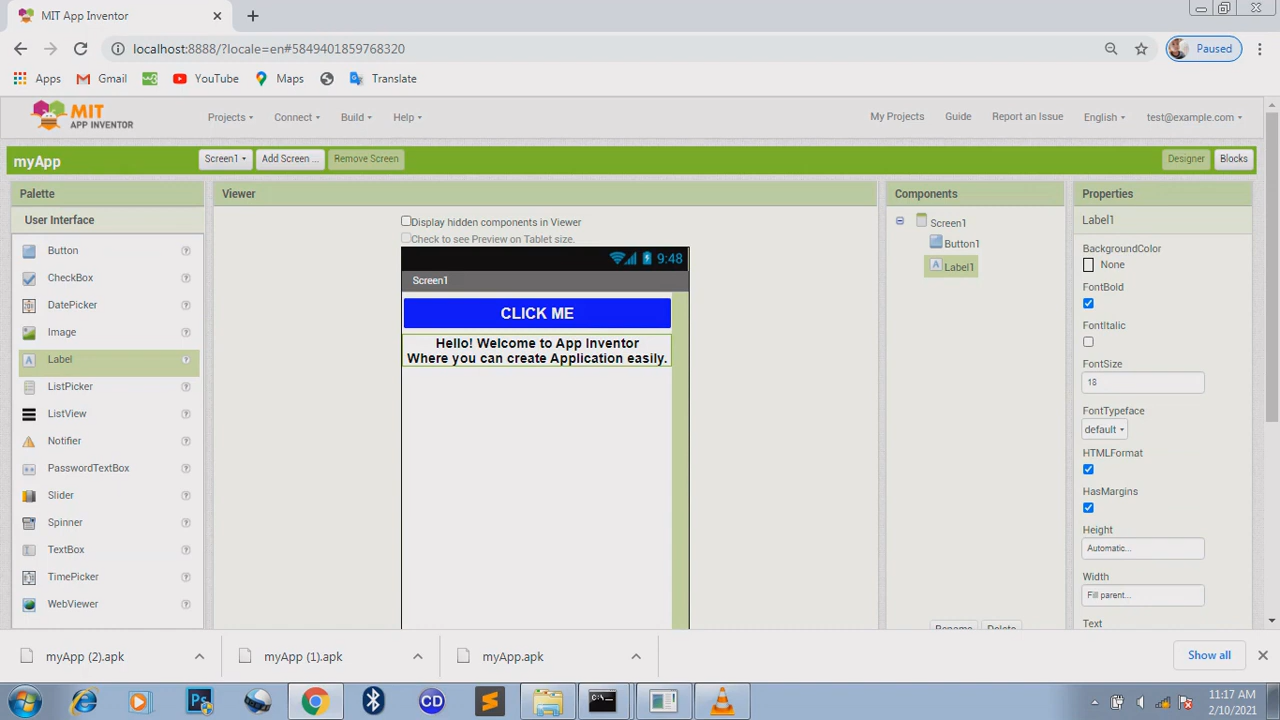 MIT App Inventor
localhost:8888/?locale=en#5849401859768320
Paused
Apps
Gmail
YouTube
Maps
Translate
MIT
APP INVENTOR
Projects
Connect
Build
Help
My Projects
Guide
Report an Issue
English
test@example.com
myApp
Screen1
Add Screen ...
Remove Screen
Designer
Blocks
Palette
User Interface
Button
CheckBox
DatePicker
Image
Label
ListPicker
ListView
Notifier
PasswordTextBox
Slider
Spinner
TextBox
TimePicker
WebViewer
Viewer
Display hidden components in Viewer
Check to see Preview on Tablet size.
9:48
Screen1
CLICK ME
Hello! Welcome to App Inventor
Where you can create Application easily.
Components
Screen1
Button1
Label1
Rename
Delete
Properties
Label1
BackgroundColor
None
FontBold
FontItalic
FontSize
18
FontTypeface
default
HTMLFormat
HasMargins
Height
Automatic...
Width
Fill parent...
Text
myApp (2).apk
myApp (1).apk
myApp.apk
Show all
11:17 AM
2/10/2021